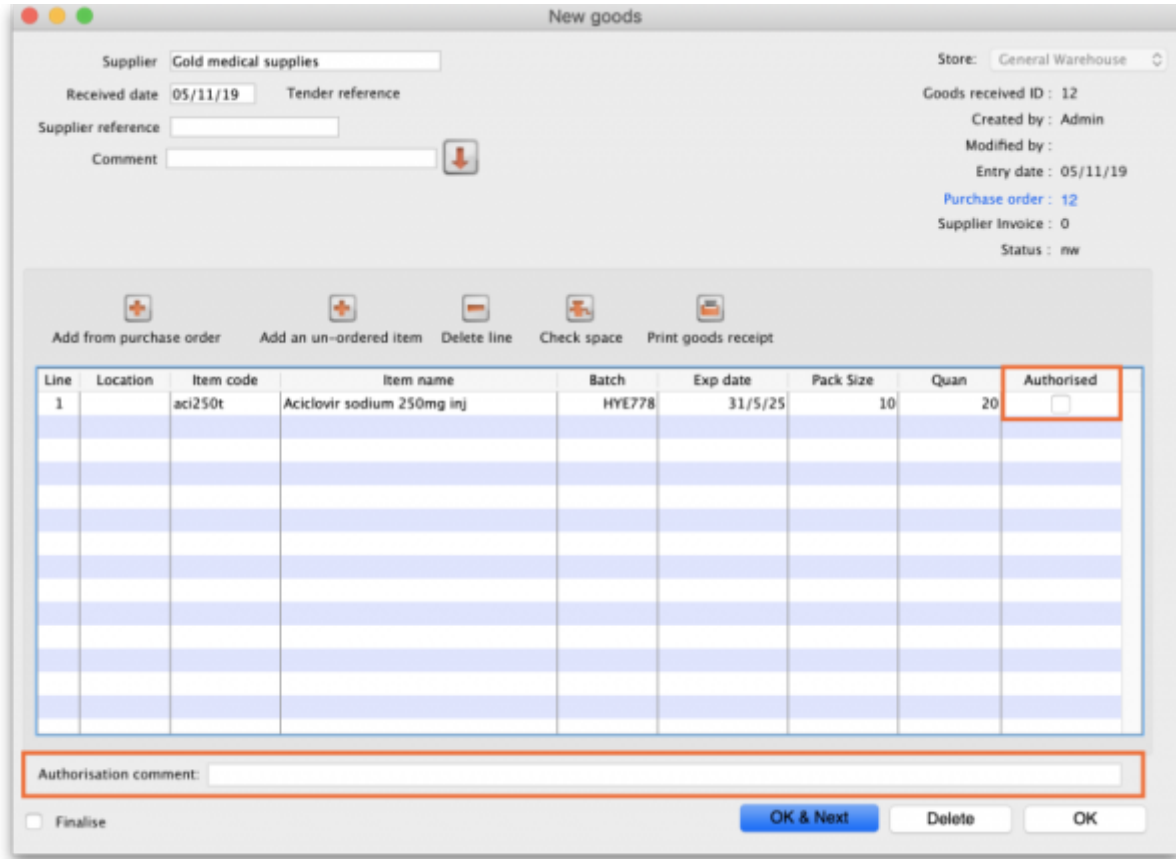 New goods
Supplier Gold medical supplies
Store: General Warehouse
Received date 05/11/19 Tender reference
Goods received ID : 12
Supplier reference
Created by : Admin
Comment
Modified by :
Entry date : 05/11/19
Purchase order : 12
Supplier Invoice : 0
Status : nw
Add from purchase order Add an un-ordered item Delete line Check space Print goods receipt
Line Location Item code Item name Batch Exp date Pack Size Quan Authorised
1 aci250t Aciclovir sodium 250mg inj HYE778 31/5/25 10 20
Authorisation comment:
Finalise OK & Next Delete OK